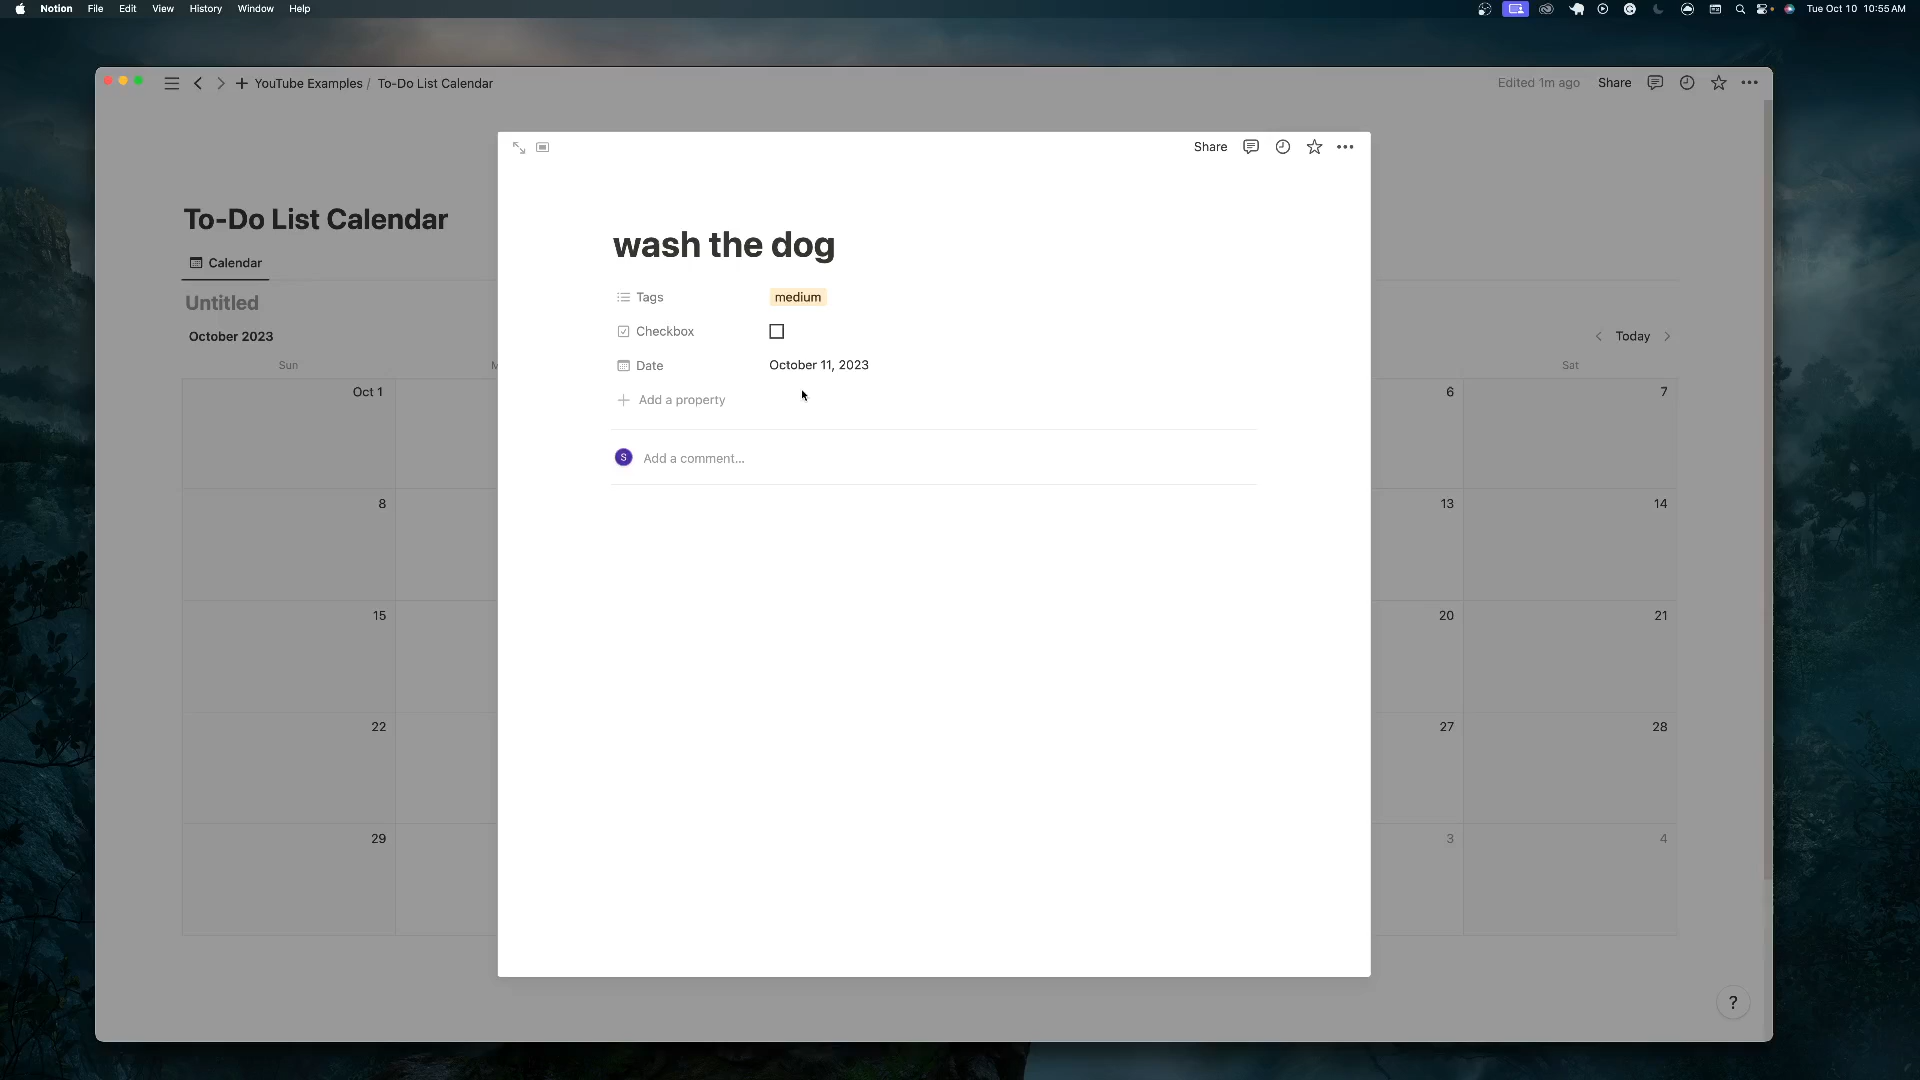 Notion File Edit View History Window Help
Tue Oct 10 10:55 AM
YouTube Examples / To-Do List Calendar
Edited 1m ago Share
Share
To-Do List Calendar
wash the dog
Calendar
Tags medium
Untitled
Checkbox
October 2023
Today
Date October 11, 2023
Sun M Sat
Add a property
Oct 1 6 7
S Add a comment...
8 13 14
15 20 21
22 27 28
29 3 4
?